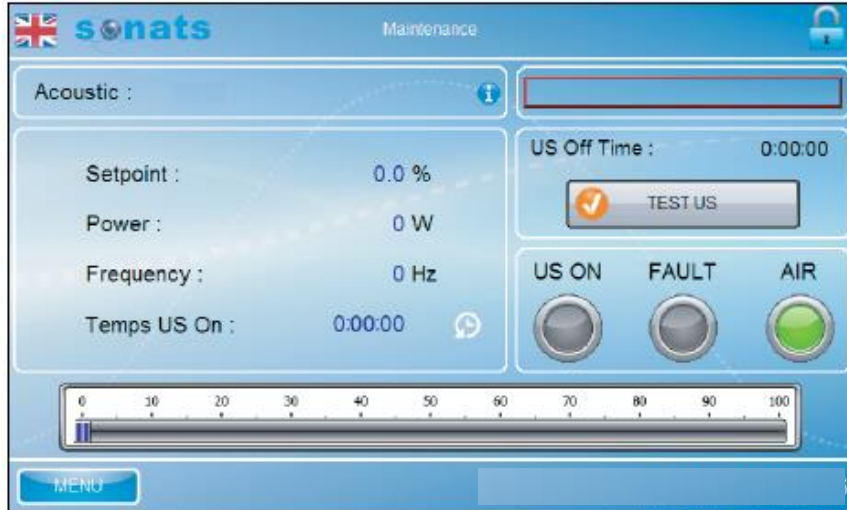 sonats
Maintenance
Acoustic :
i
Setpoint : 0.0 %
Power : 0 W
Frequency : 0 Hz
Temps US On : 0:00:00
US Off Time : 0:00:00
TEST US
US ON FAULT AIR
0 10 20 30 40 50 60 70 80 90 100
MENU